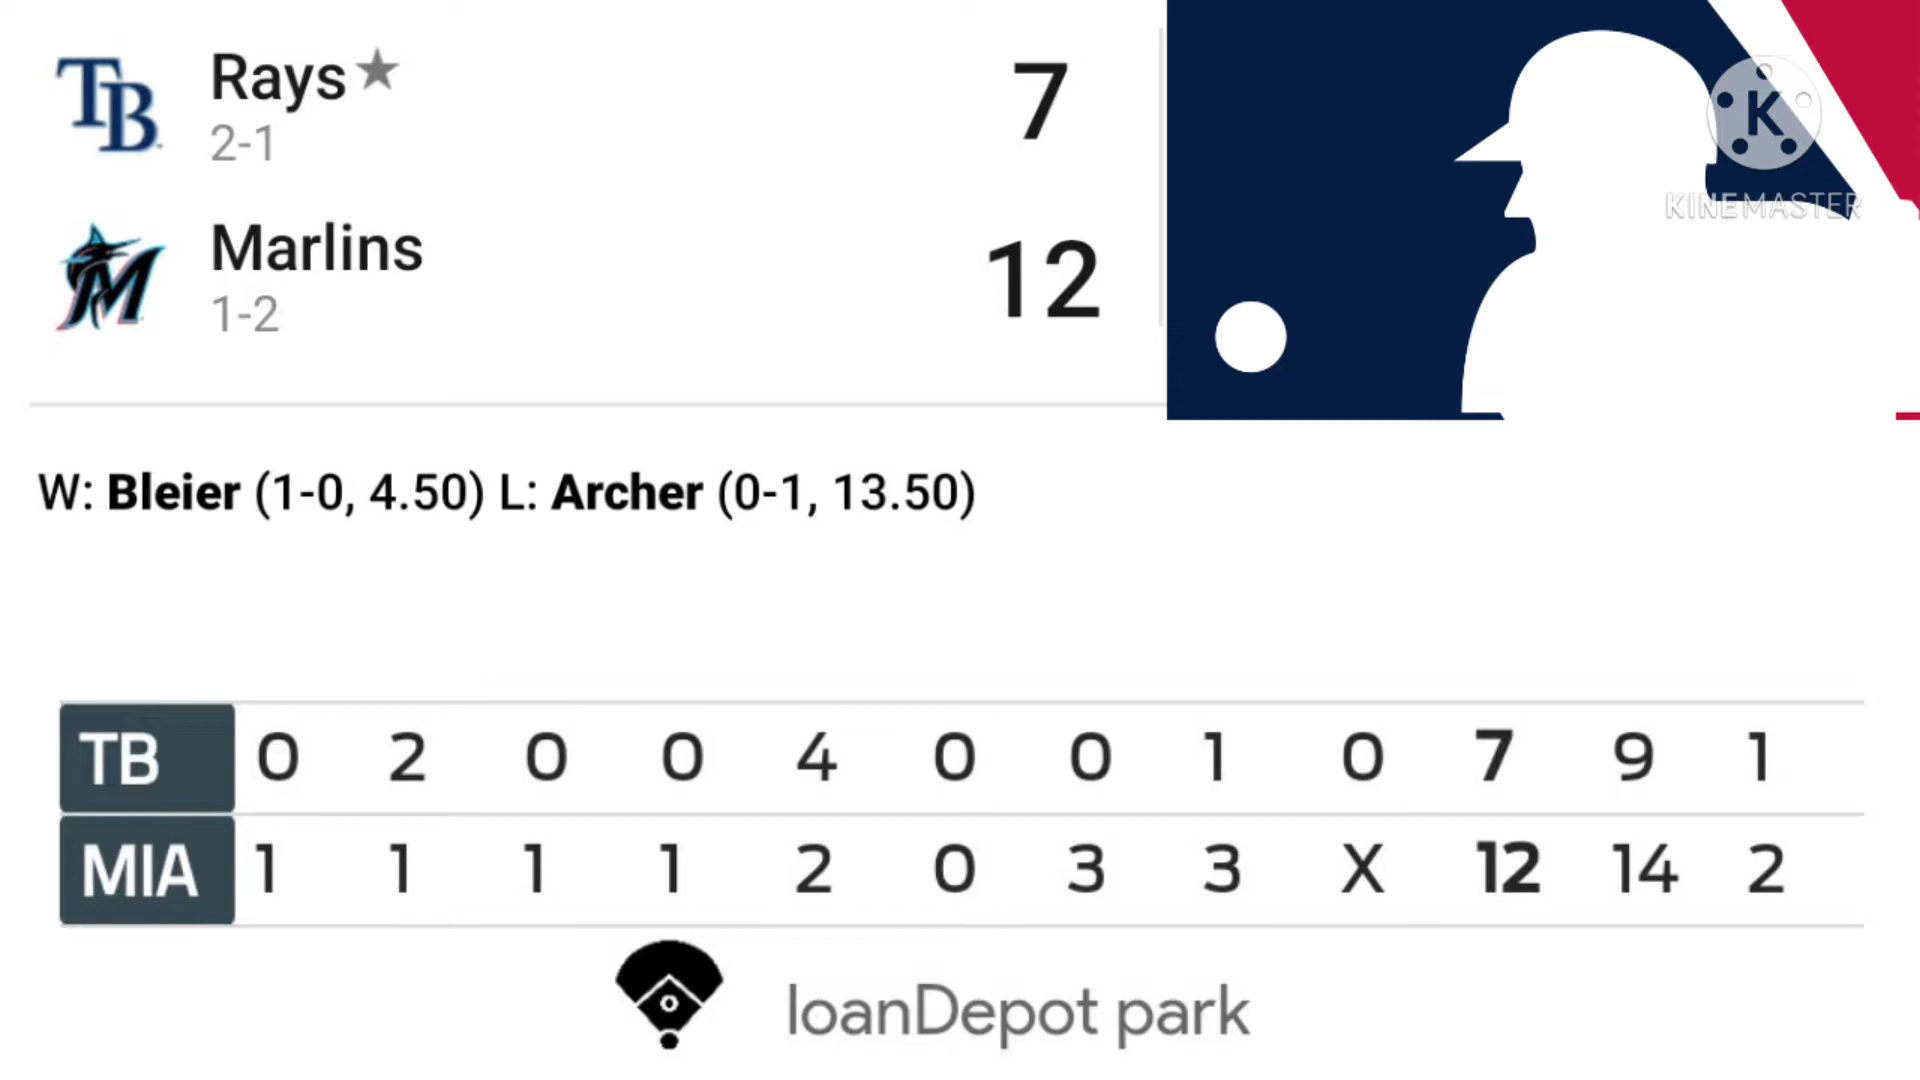 TB Rays 7
2-1
M Marlins 12
1-2
K
KINEMASTER
W: Bleier (1-0, 4.50) L: Archer (0-1, 13.50)
TB 0 2 0 0 4 0 0 1 0 7 9 1
MIA 1 1 1 1 2 0 3 3 X 12 14 2
loanDepot park